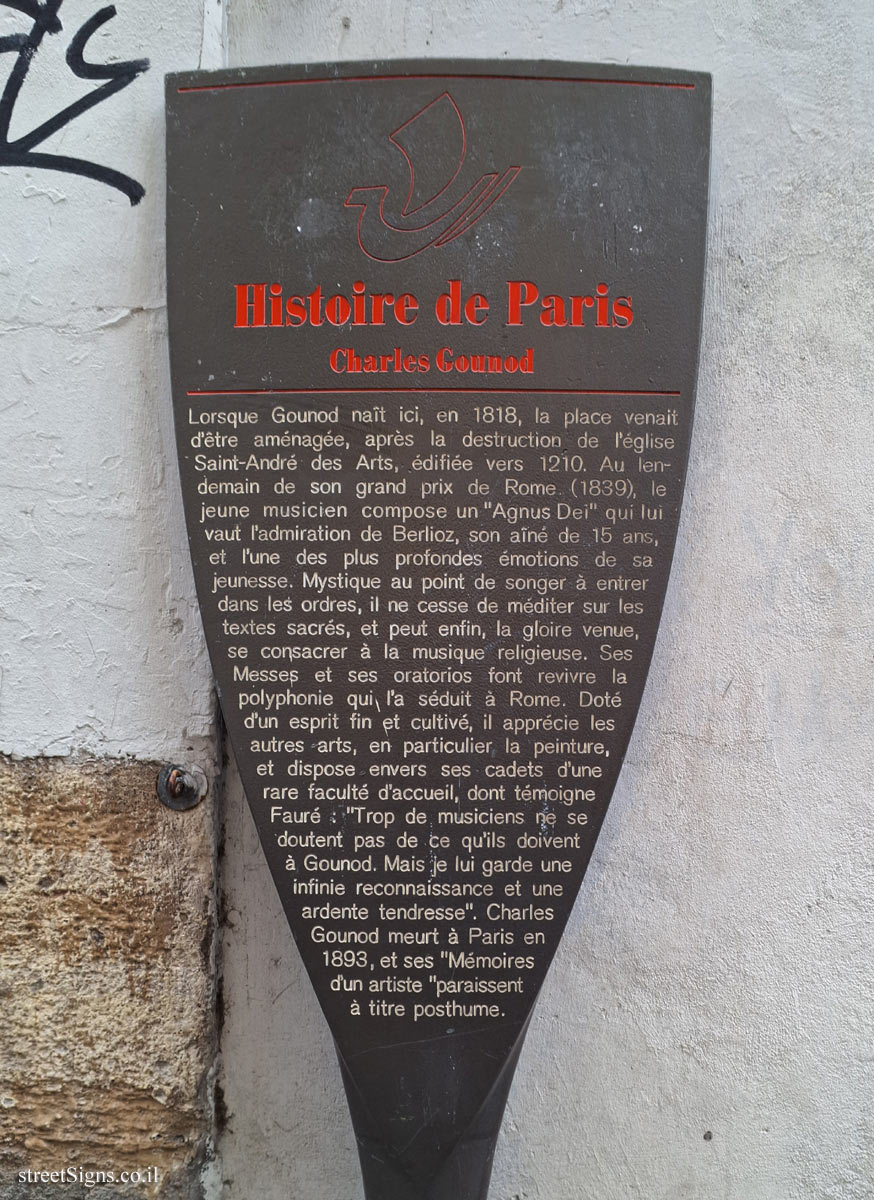 Histoire de Paris
Charles Gounod
Lorsque Gounod naît ici, en 1818, la place venait
d'être aménagée, après la destruction de l'église
Saint-André des Arts, édifiée vers 1210. Au len-
demain de son grand prix de Rome (1839), le
jeune musicien compose un "Agnus Dei" qui lui
vaut l'admiration de Berlioz, son aîné de 15 ans,
et l'une des plus profondes émotions de sa
jeunesse. Mystique au point de songer à entrer
dans les ordres, il ne cesse de méditer sur les
textes sacrés, et peut enfin, la gloire venue,
se consacrer à la musique religieuse. Ses
Messes et ses oratorios font revivre la
polyphonie qui l'a séduit à Rome. Doté
d'un esprit fin et cultivé, il apprécie les
autres arts, en particulier la peinture,
et dispose envers ses cadets d'une
rare faculté d'accueil, dont témoigne
Fauré : "Trop de musiciens ne se
doutent pas de ce qu'ils doivent
à Gounod. Mais je lui garde une
infinie reconnaissance et une
ardente tendresse". Charles
Gounod meurt à Paris en
1893, et ses "Mémoires
d'un artiste "paraissent
à titre posthume.
streetSigns.co.il